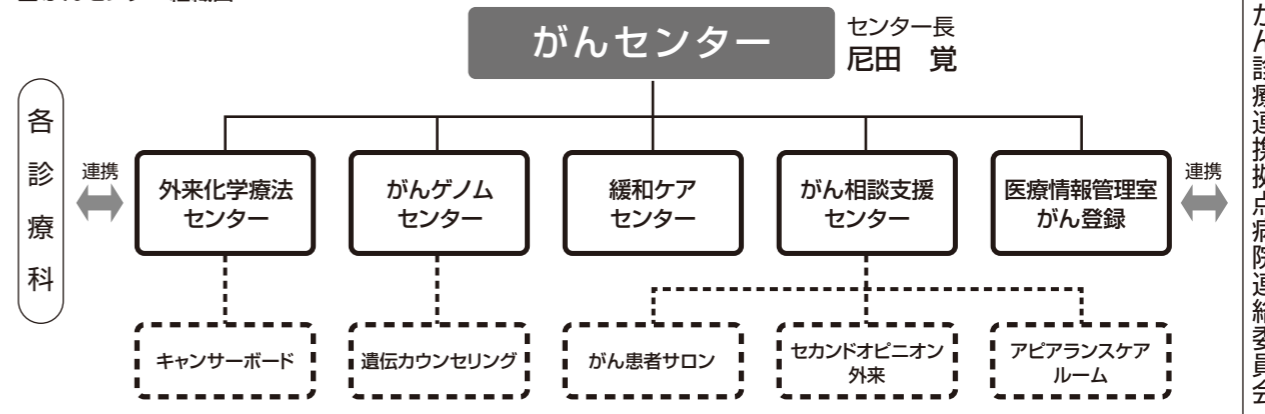 がんセンター
センター長
尼田 覚
各診療科
連携
外来化学療法
センター
がんゲノム
センター
緩和ケア
センター
がん相談支援
センター
医療情報管理室
がん登録
連携
がん診療連携拠点病院連絡委員会
キャンサーボード
遺伝カウンセリング
がん患者サロン
セカンドオピニオン
外来
アピアランスケア
ルーム